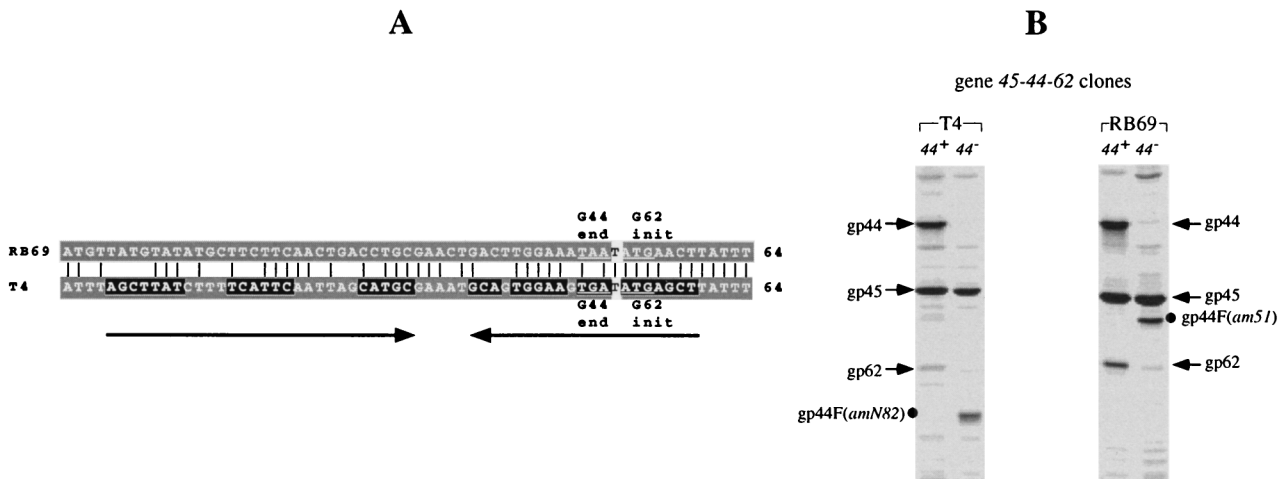 A
B
gene 45-44-62 clones
T4
RB69
44+ 44-
44+ 44-
G44 G62
end init
RB69 ATGTTATGTATATGCTTCTTCAACTGACCTGCGAACTGACTTGGAAATAATATGAACTTATTT 64
T4 ATTTAGCTTATCTTTTCATTCAATTAGCATGCGAAATGCAGTGGAAGTGATATGAGCTTATTT 64
G44 G62
end init
gp44
gp45
gp62
gp44F(amN82)
gp44
gp45
gp44F(am51)
gp62